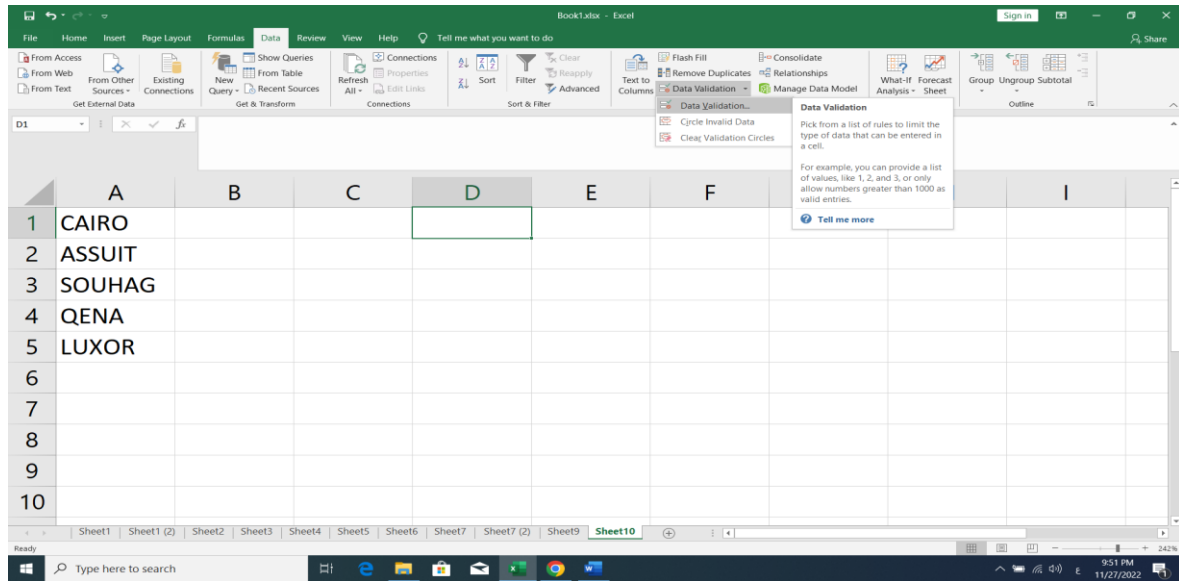 Book1.xlsx - Excel
Sign in
File Home Insert Page Layout Formulas Data Review View Help Tell me what you want to do
Share
From Access
From Web
From Text
From Other Sources
Existing Connections
Get External Data
New Query
Show Queries
From Table
Recent Sources
Get & Transform
Refresh All
Connections
Properties
Edit Links
Connections
Sort
Filter
Clear
Reapply
Advanced
Sort & Filter
Text to Columns
Flash Fill
Remove Duplicates
Data Validation
Consolidate
Relationships
Manage Data Model
What-If Analysis
Forecast Sheet
Group Ungroup Subtotal
Outline
Data Validation...
Circle Invalid Data
Clear Validation Circles
Data Validation
Pick from a list of rules to limit the
type of data that can be entered in
a cell.
For example, you can provide a list
of values, like 1, 2, and 3, or only
allow numbers greater than 1000 as
valid entries.
Tell me more
D1
fx
A B C D E F I
1 CAIRO
2 ASSUIT
3 SOUHAG
4 QENA
5 LUXOR
6
7
8
9
10
Sheet1 Sheet1 (2) Sheet2 Sheet3 Sheet4 Sheet5 Sheet6 Sheet7 Sheet7 (2) Sheet9 Sheet10
Ready
242%
Type here to search
ع
9:51 PM
11/27/2022